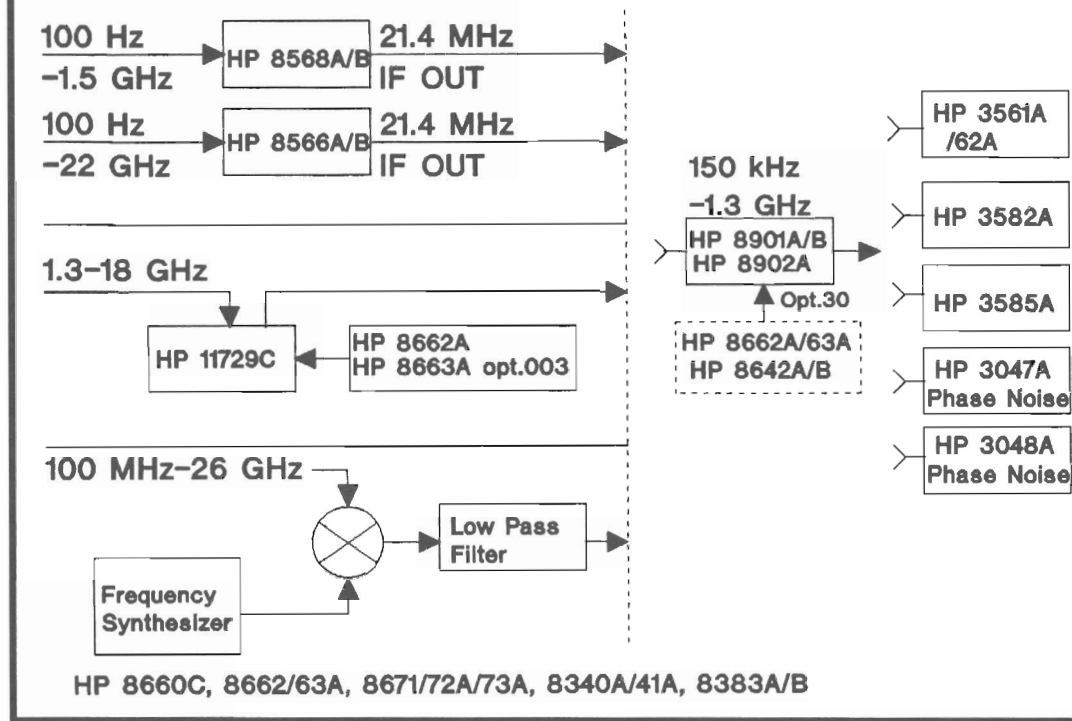 100 Hz
-1.5 GHz
HP 8568A/B
21.4 MHz
IF OUT
100 Hz
-22 GHz
HP 8566A/B
21.4 MHz
IF OUT
1.3-18 GHz
HP 11729C
HP 8662A
HP 8663A opt.003
100 MHz-26 GHz
Low Pass
Filter
Frequency
Synthesizer
150 kHz
-1.3 GHz
HP 8901A/B
HP 8902A
Opt.30
HP 8662A/63A
HP 8642A/B
HP 3561A
/62A
HP 3582A
HP 3585A
HP 3047A
Phase Noise
HP 3048A
Phase Noise
HP 8660C, 8662/63A, 8671/72A/73A, 8340A/41A, 8383A/B